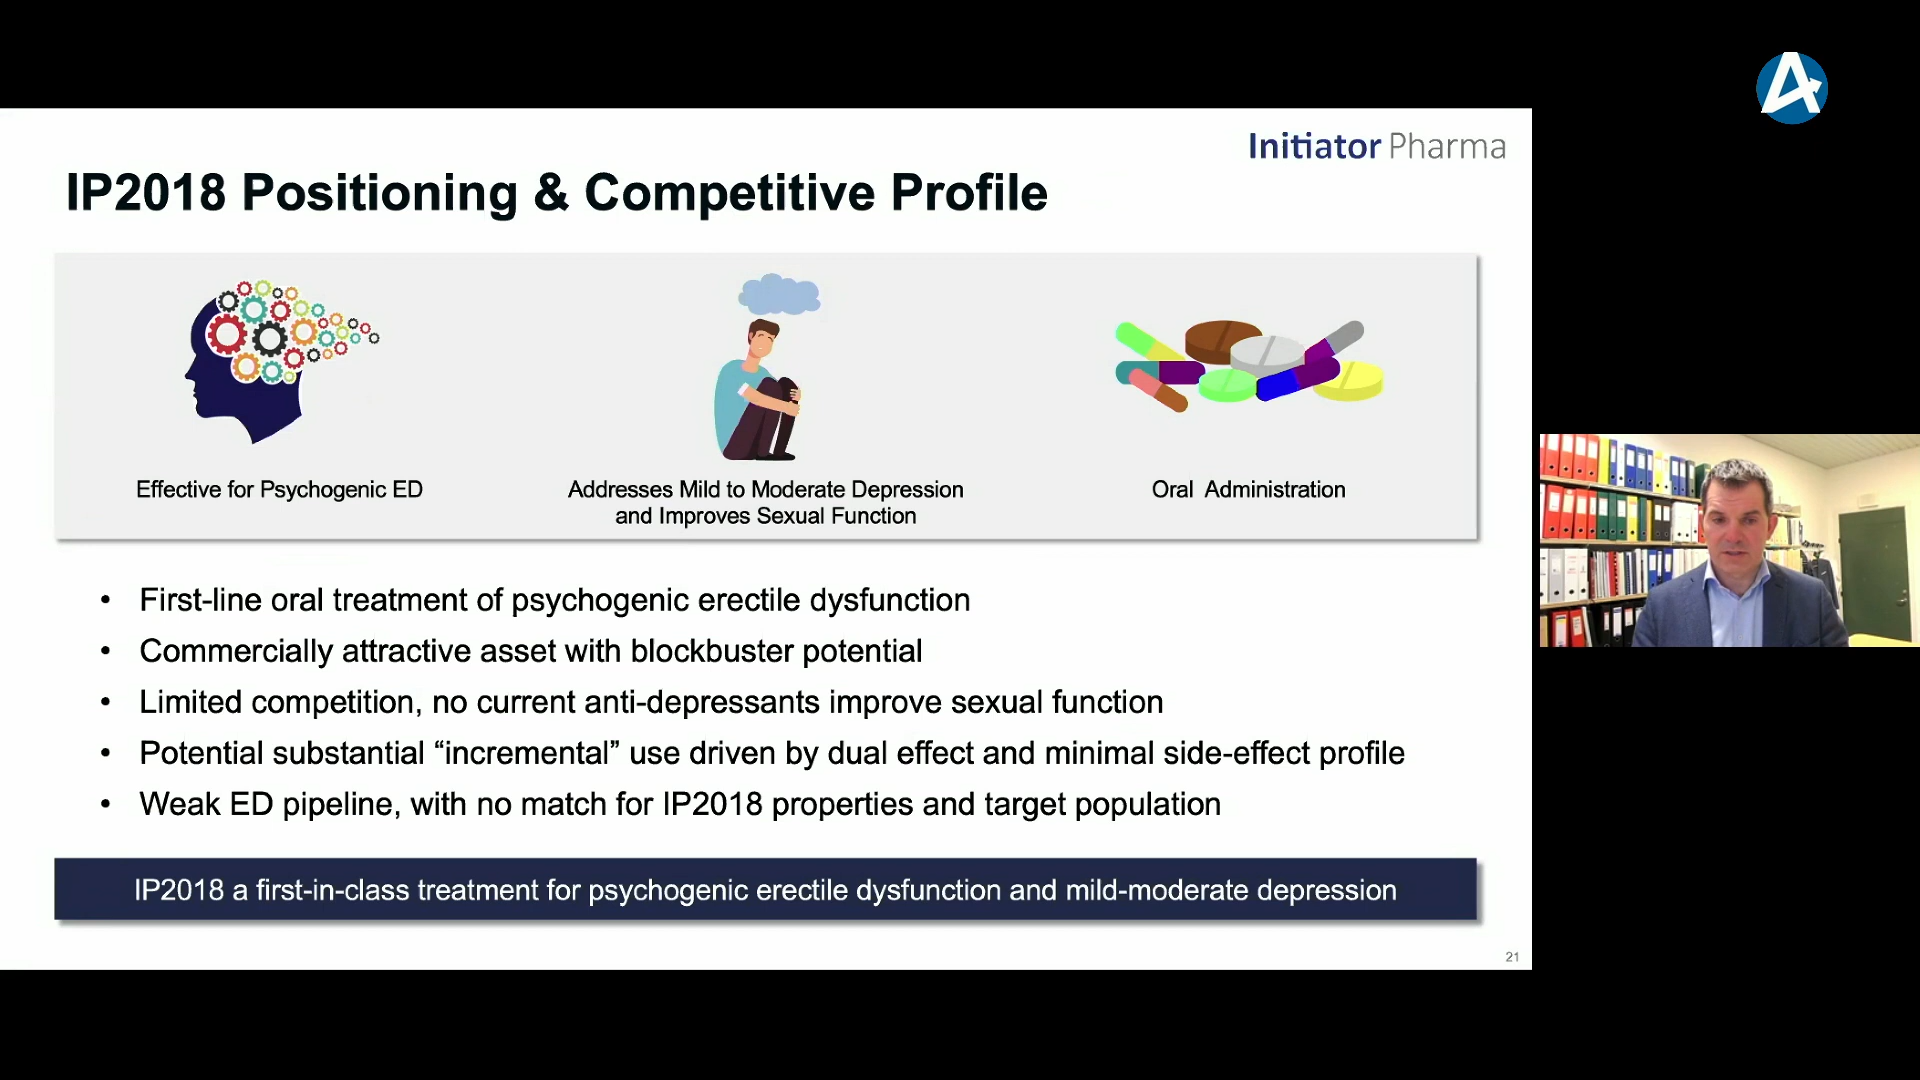 Initiator Pharma
IP2018 Positioning & Competitive Profile
Effective for Psychogenic ED
Addresses Mild to Moderate Depression
and Improves Sexual Function
Oral Administration
• First-line oral treatment of psychogenic erectile dysfunction
• Commercially attractive asset with blockbuster potential
• Limited competition, no current anti-depressants improve sexual function
• Potential substantial “incremental” use driven by dual effect and minimal side-effect profile
• Weak ED pipeline, with no match for IP2018 properties and target population
IP2018 a first-in-class treatment for psychogenic erectile dysfunction and mild-moderate depression
21